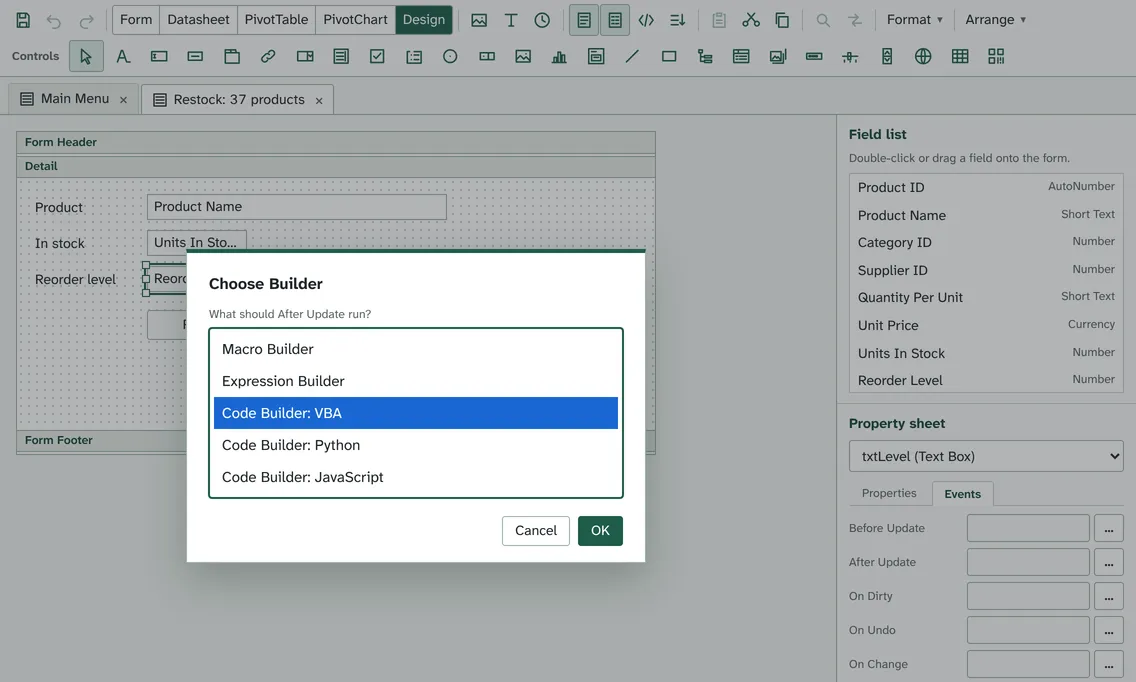 Form Datasheet PivotTable PivotChart Design Format Arrange
Controls
Main Menu × Restock: 37 products ×
Form Header
Detail
Product Product Name
In stock Units In Sto...
Reorder level
Form Footer
Choose Builder
What should After Update run?
Macro Builder
Expression Builder
Code Builder: VBA
Code Builder: Python
Code Builder: JavaScript
Cancel OK
Field list
Double-click or drag a field onto the form.
Product ID AutoNumber
Product Name Short Text
Category ID Number
Supplier ID Number
Quantity Per Unit Short Text
Unit Price Currency
Units In Stock Number
Reorder Level Number
Property sheet
txtLevel (Text Box)
Properties Events
Before Update ...
After Update ...
On Dirty ...
On Undo ...
On Change ...